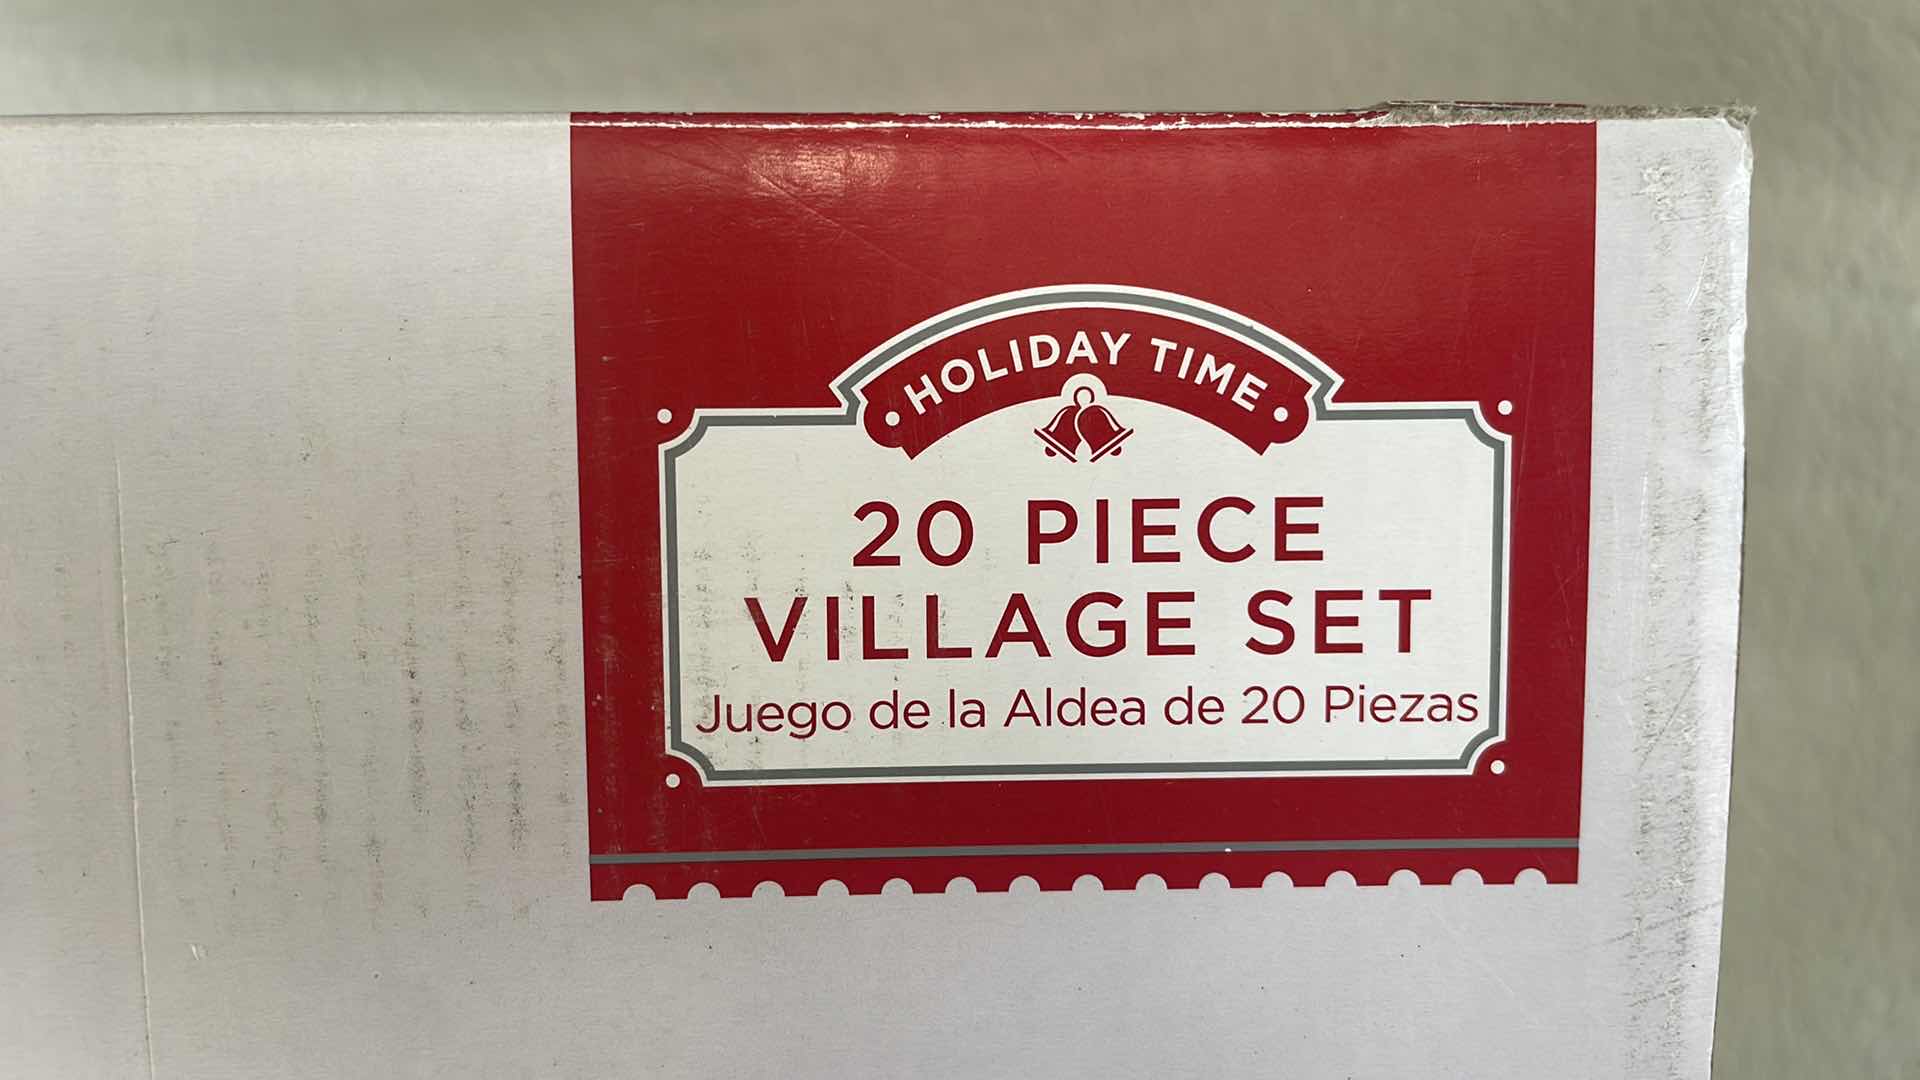 HOLIDAY TIME
20 PIECE
VILLAGE SET
Juego de la Aldea de 20 Piezas